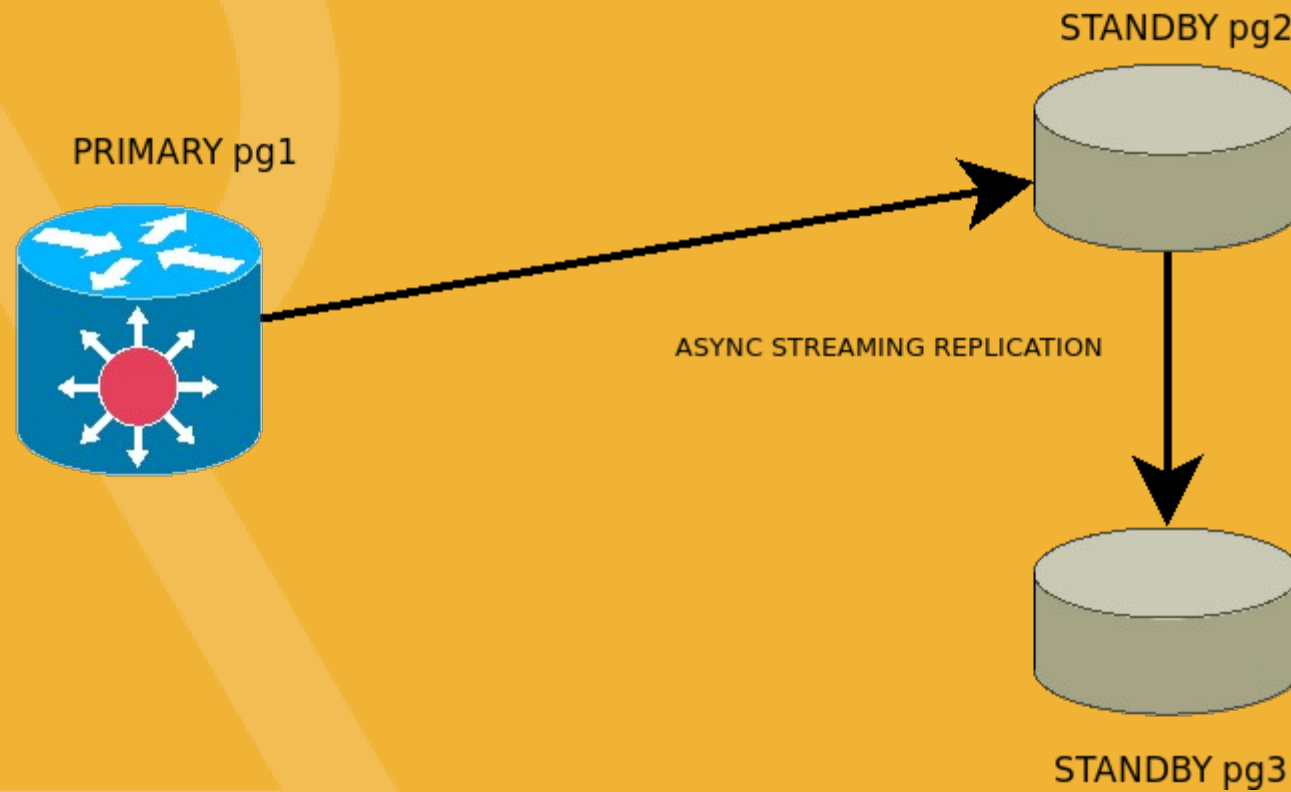 STANDBY pg2
PRIMARY pg1
ASYNC STREAMING REPLICATION
STANDBY pg3